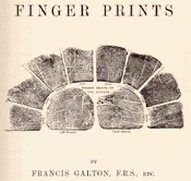 FINGER PRINTS
BY
FRANCIS GALTON, F.R.S., ETC.